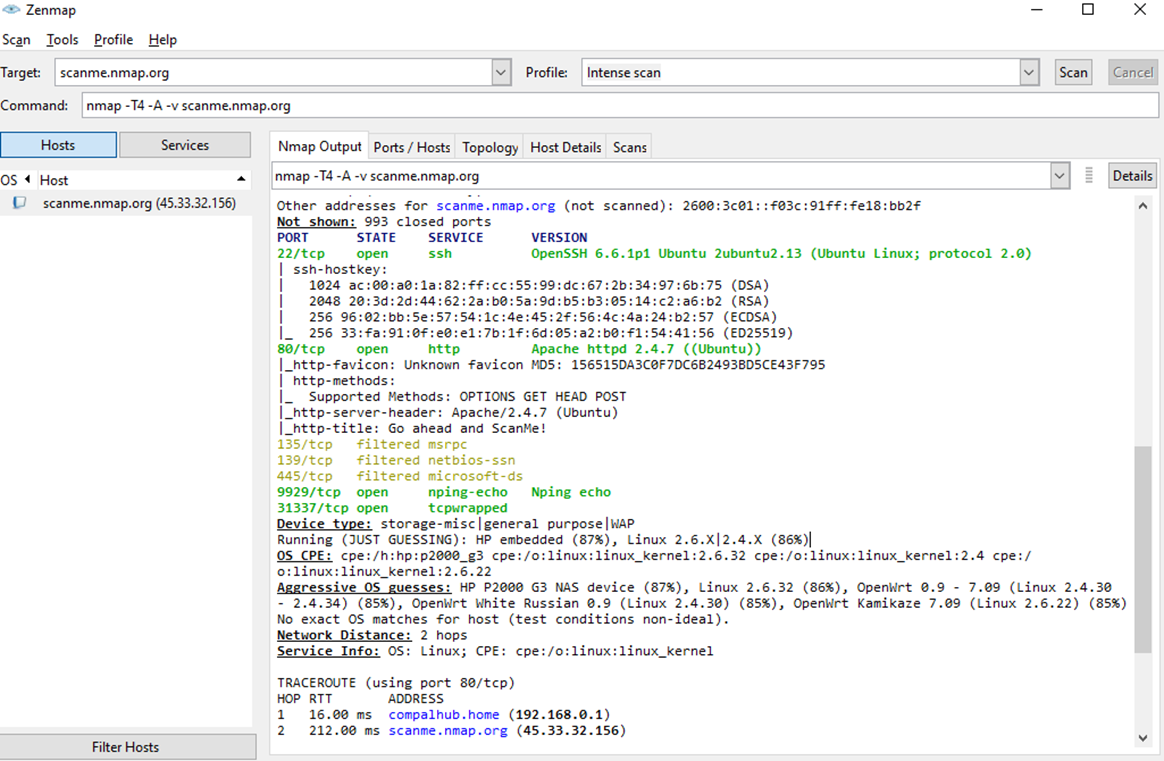 Zenmap
Scan Tools Profile Help
Target: scanme.nmap.org Profile: Intense scan Scan Cancel
Command: nmap -T4 -A -v scanme.nmap.org
Hosts Services
OS Host
scanme.nmap.org (45.33.32.156)
Filter Hosts
Nmap Output Ports / Hosts Topology Host Details Scans
nmap -T4 -A -v scanme.nmap.org Details
Other addresses for scanme.nmap.org (not scanned): 2600:3c01::f03c:91ff:fe18:bb2f
Not shown: 993 closed ports
PORT STATE SERVICE VERSION
22/tcp open ssh OpenSSH 6.6.1p1 Ubuntu 2ubuntu2.13 (Ubuntu Linux; protocol 2.0)
| ssh-hostkey:
| 1024 ac:00:a0:1a:82:ff:cc:55:99:dc:67:2b:34:97:6b:75 (DSA)
| 2048 20:3d:2d:44:62:2a:b0:5a:9d:b5:b3:05:14:c2:a6:b2 (RSA)
| 256 96:02:bb:5e:57:54:1c:4e:45:2f:56:4c:4a:24:b2:57 (ECDSA)
|_ 256 33:fa:91:0f:e0:e1:7b:1f:6d:05:a2:b0:f1:54:41:56 (ED25519)
80/tcp open http Apache httpd 2.4.7 ((Ubuntu))
|_http-favicon: Unknown favicon MD5: 156515DA3C0F7DC6B2493BD5CE43F795
| http-methods:
|_ Supported Methods: OPTIONS GET HEAD POST
|_http-server-header: Apache/2.4.7 (Ubuntu)
|_http-title: Go ahead and ScanMe!
135/tcp filtered msrpc
139/tcp filtered netbios-ssn
445/tcp filtered microsoft-ds
9929/tcp open nping-echo Nping echo
31337/tcp open tcpwrapped
Device type: storage-misc|general purpose|WAP
Running (JUST GUESSING): HP embedded (87%), Linux 2.6.X|2.4.X (86%)
OS CPE: cpe:/h:hp:p2000_g3 cpe:/o:linux:linux_kernel:2.6.32 cpe:/o:linux:linux_kernel:2.4 cpe:/
o:linux:linux_kernel:2.6.22
Aggressive OS guesses: HP P2000 G3 NAS device (87%), Linux 2.6.32 (86%), OpenWrt 0.9 - 7.09 (Linux 2.4.30
- 2.4.34) (85%), OpenWrt White Russian 0.9 (Linux 2.4.30) (85%), OpenWrt Kamikaze 7.09 (Linux 2.6.22) (85%)
No exact OS matches for host (test conditions non-ideal).
Network Distance: 2 hops
Service Info: OS: Linux; CPE: cpe:/o:linux:linux_kernel
TRACEROUTE (using port 80/tcp)
HOP RTT ADDRESS
1 16.00 ms compalhub.home (192.168.0.1)
2 212.00 ms scanme.nmap.org (45.33.32.156)